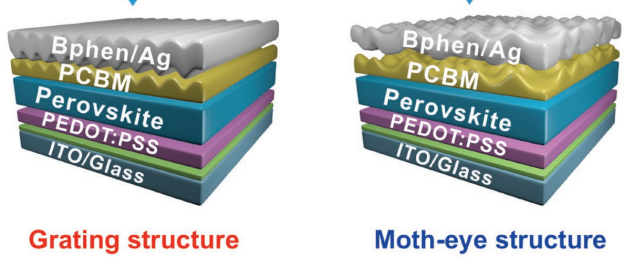 Bphen/Ag
PCBM
Perovskite
PEDOT:PSS
ITO/Glass
Grating structure
Bphen/Ag
PCBM
Perovskite
PEDOT:PSS
ITO/Glass
Moth-eye structure